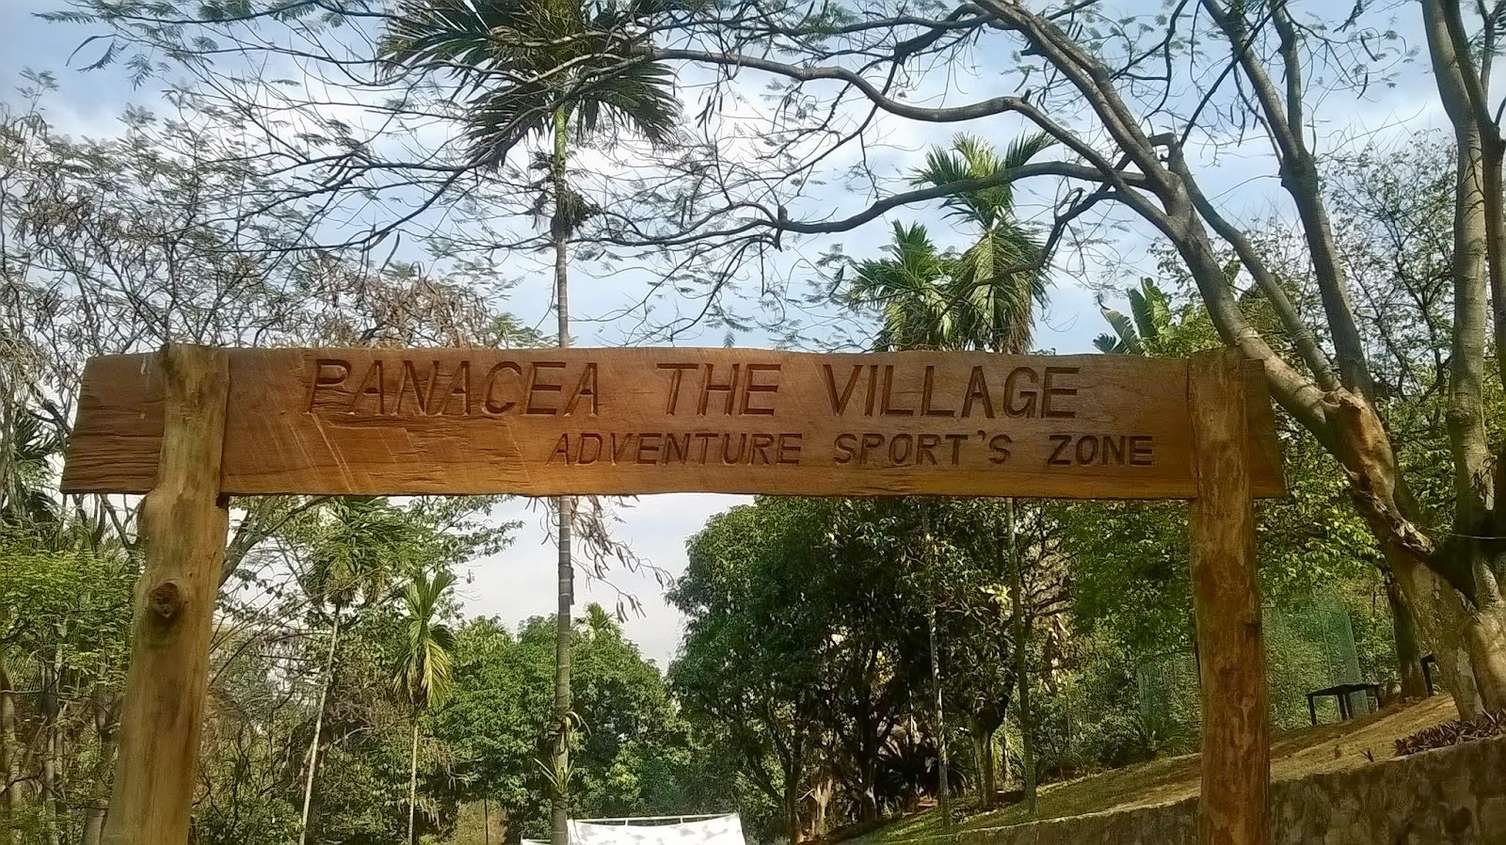 PANACEA THE VILLAGE
ADVENTURE SPORT'S ZONE